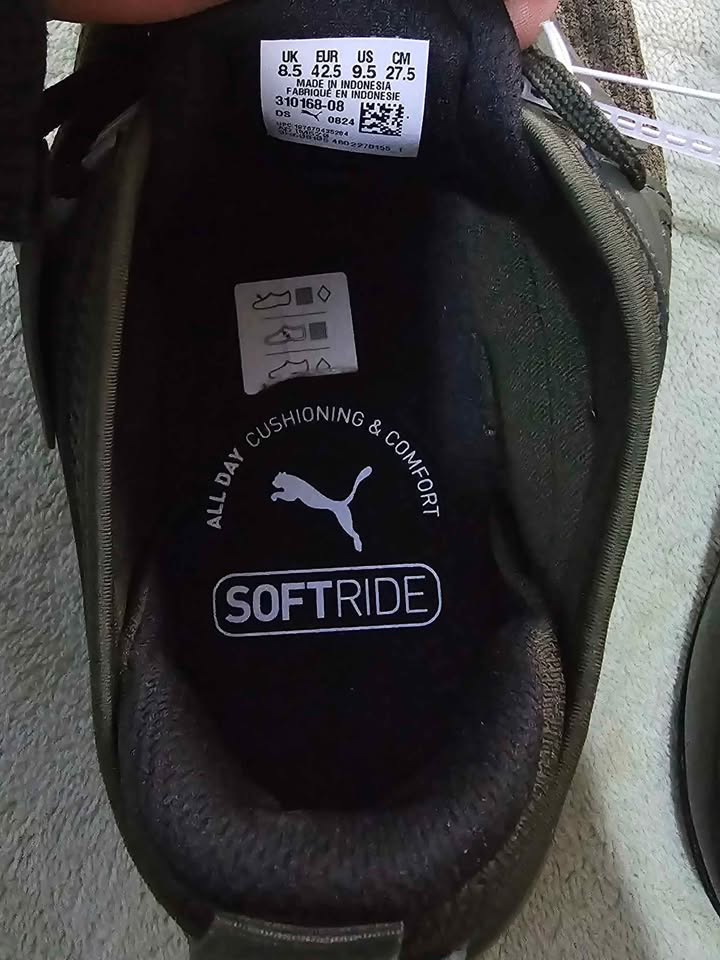 UK EUR US CM
8.5 42.5 9.5 27.5
MADE IN INDONESIA
FABRIQUÉ EN INDONESIE
310168-08
DS 0824
ALL DAY CUSHIONING & COMFORT
SOFTRIDE